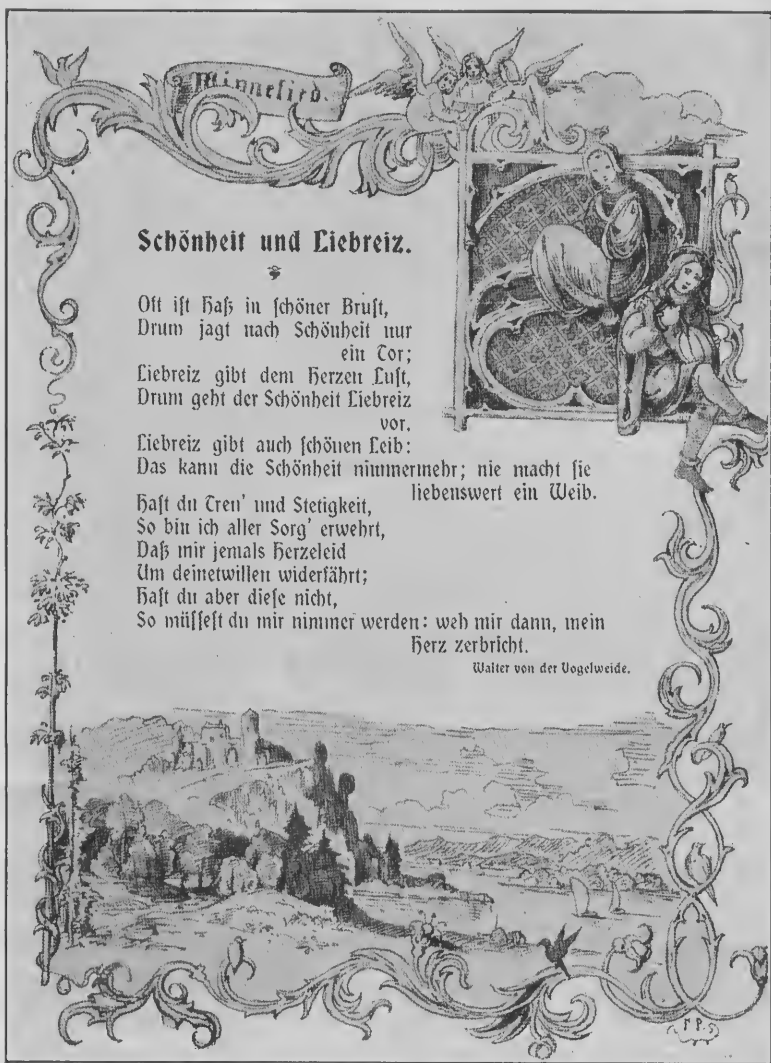 Minnelied.
Schönheit und Liebreiz.
Oft ist Haß in schöner Brust,
Drum jagt nach Schönheit nur
ein Tor;
Liebreiz gibt dem Herzen Lust,
Drum geht der Schönheit Liebreiz
vor.
Liebreiz gibt auch schönen Leib:
Das kann die Schönheit nimmermehr; nie macht sie
liebenswert ein Weib.
Hast du Treu' und Stetigkeit,
So bin ich aller Sorg' erwehrt,
Daß mir jemals Herzeleid
Um deinetwillen widerfährt;
Hast du aber diese nicht,
So müssest du mir nimmer werden: weh mir dann, mein
Herz zerbricht.
Walter von der Vogelweide.